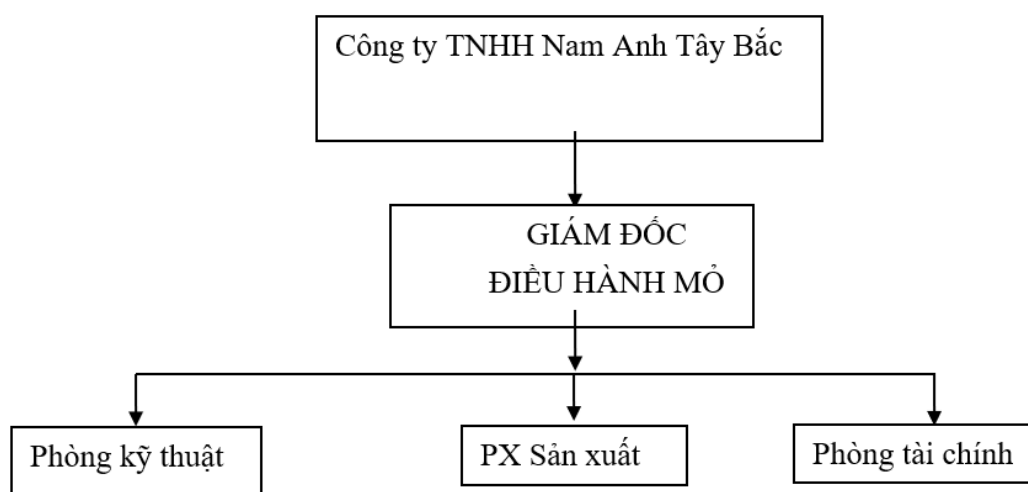 Công ty TNHH Nam Anh Tây Bắc
GIÁM ĐỐC
ĐIỀU HÀNH MỎ
Phòng kỹ thuật
PX Sản xuất
Phòng tài chính